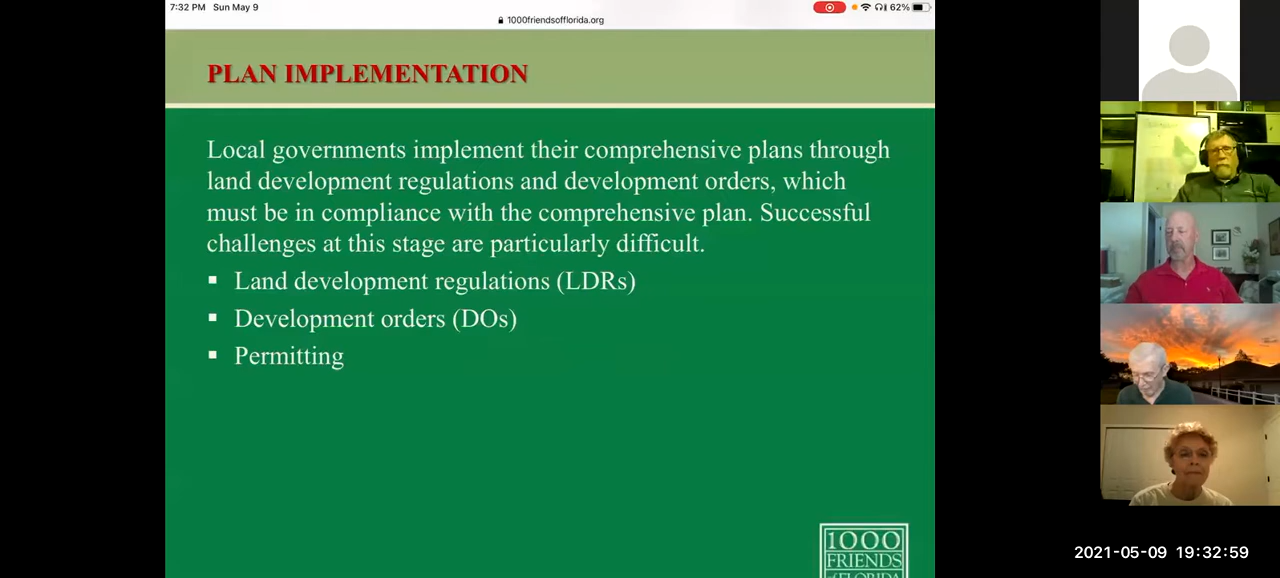 7:32 PM Sun May 9
62%
1000friendsofflorida.org
PLAN IMPLEMENTATION
Local governments implement their comprehensive plans through
land development regulations and development orders, which
must be in compliance with the comprehensive plan. Successful
challenges at this stage are particularly difficult.
▪ Land development regulations (LDRs)
▪ Development orders (DOs)
▪ Permitting
1000
FRIENDS
of FLORIDA
2021-05-09 19:32:59